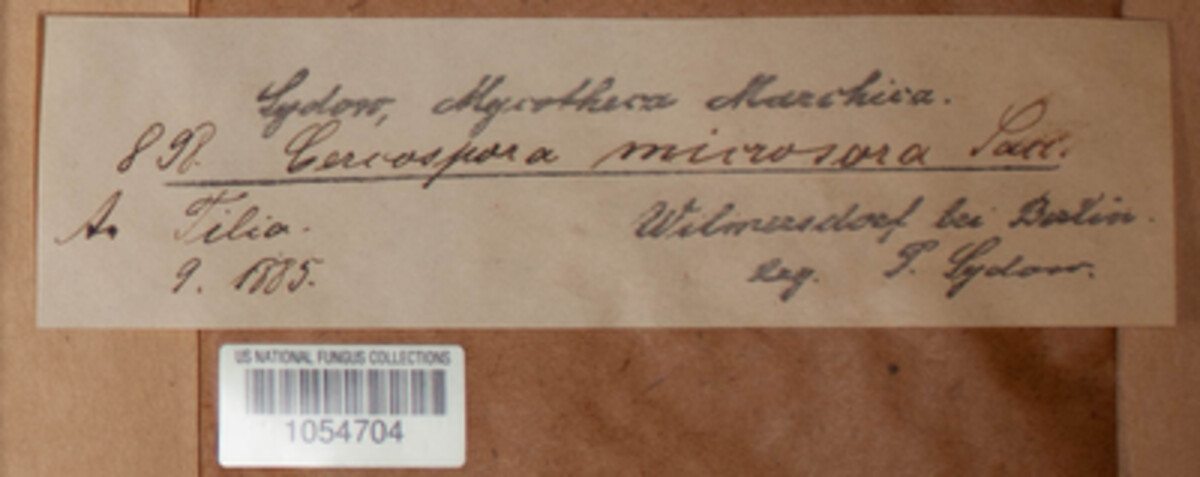 Sydow, Mycotheca Marchica.
898. Cercospora microsora Sacc.
A. Tilia.
Wilmersdorf bei Berlin.
9. 1885.
leg. P. Sydow.
US NATIONAL FUNGUS COLLECTIONS
1054704